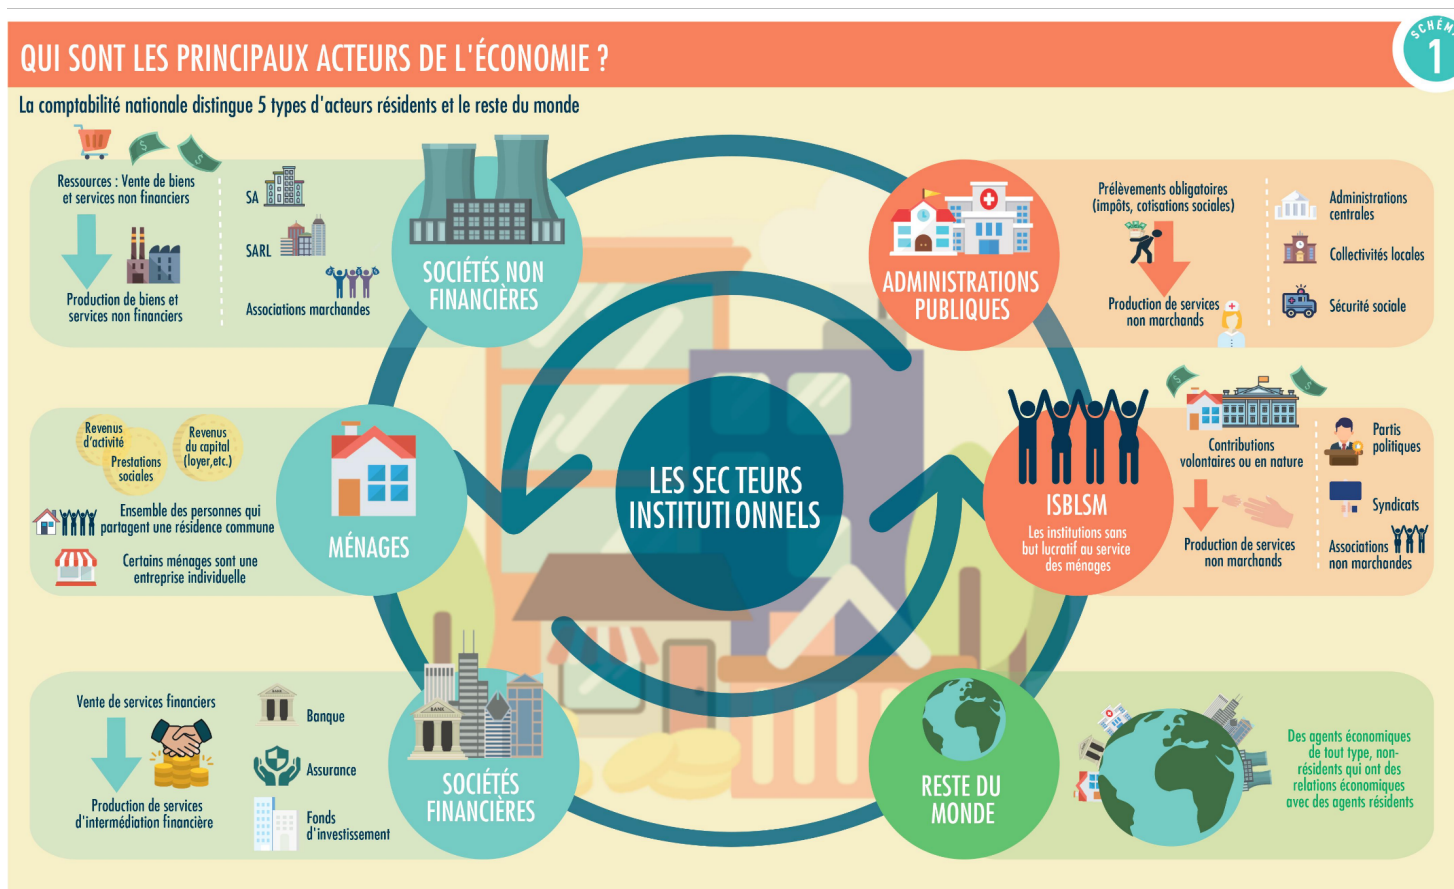 QUI SONT LES PRINCIPAUX ACTEURS DE L'ÉCONOMIE ?
SCHÉMA
1
La comptabilité nationale distingue 5 types d'acteurs résidents et le reste du monde
Ressources : Vente de biens
et services non financiers
Production de biens et
services non financiers
SA
SARL
Associations marchandes
SOCIÉTÉS NON
FINANCIÈRES
ADMINISTRATIONS
PUBLIQUES
Prélèvements obligatoires
(impôts, cotisations sociales)
Production de services
non marchands
Administrations
centrales
Collectivités locales
Sécurité sociale
Revenus
d'activité
Prestations
sociales
Revenus
du capital
(loyer,etc.)
Ensemble des personnes qui
partagent une résidence commune
Certains ménages sont une
entreprise individuelle
MÉNAGES
LES SEC TEURS
INSTITUTI ONNELS
ISBLSM
Les institutions sans
but lucratif au service
des ménages
Contributions
volontaires ou en nature
Production de services
non marchands
Partis
politiques
Syndicats
Associations
non marchandes
Vente de services financiers
Production de services
d'intermédiation financière
BANK
Banque
Assurance
Fonds
d'investissement
BANK
SOCIÉTÉS
FINANCIÈRES
RESTE DU
MONDE
Des agents économiques
de tout type, non-
résidents qui ont des
relations économiques
avec des agents résidents